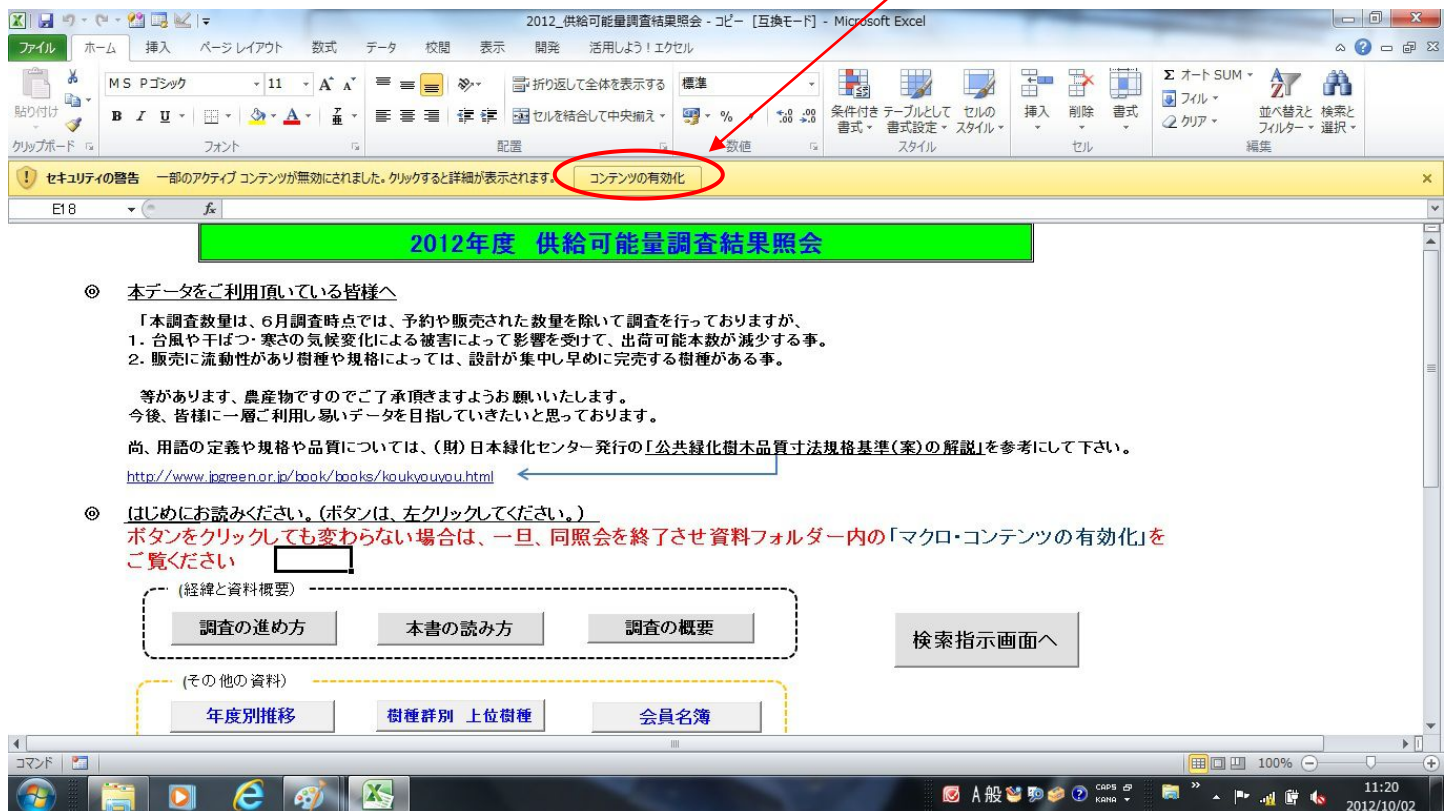 2012_供給可能量調査結果照会 - コピー [互換モード] - Microsoft Excel
ファイル ホーム 挿入 ページ レイアウト 数式 データ 校閲 表示 開発 活用しよう!エクセル
MS Pゴシック 11 折り返して全体を表示する 標準
貼り付け セルを結合して中央揃え 条件付き書式 テーブルとして書式設定 セルのスタイル 挿入 削除 書式 Σ オート SUM フィル クリア 並べ替えとフィルター 検索と選択
クリップボード フォント 配置 数値 スタイル セル 編集
セキュリティの警告 一部のアクティブ コンテンツが無効にされました。クリックすると詳細が表示されます。 コンテンツの有効化
E18 fx
2012年度 供給可能量調査結果照会
◎ 本データをご利用頂いている皆様へ
「本調査数量は、6月調査時点では、予約や販売された数量を除いて調査を行っておりますが、
1. 台風や干ばつ・寒さの気候変化による被害によって影響を受けて、出荷可能本数が減少する事。
2. 販売に流動性があり樹種や規格によっては、設計が集中し早めに完売する樹種がある事。
等があります、農産物ですのでご了承頂きますようお願いいたします。
今後、皆様に一層ご利用し易いデータを目指していきたいと思っております。
尚、用語の定義や規格や品質については、(財)日本緑化センター発行の「公共緑化樹木品質寸法規格基準(案)の解説」を参考にして下さい。
http://www.jpgreen.or.jp/book/books/koukyouyou.html
◎ はじめにお読みください。(ボタンは、左クリックしてください。)
ボタンをクリックしても変わらない場合は、一旦、同照会を終了させ資料フォルダー内の「マクロ・コンテンツの有効化」を
ご覧ください
(経緯と資料概要)
調査の進め方 本書の読み方 調査の概要
検索指示画面へ
(その他の資料)
年度別推移 樹種群別 上位樹種 会員名簿
コマンド 100%
A 般 CAPS KANA 11:20
2012/10/02